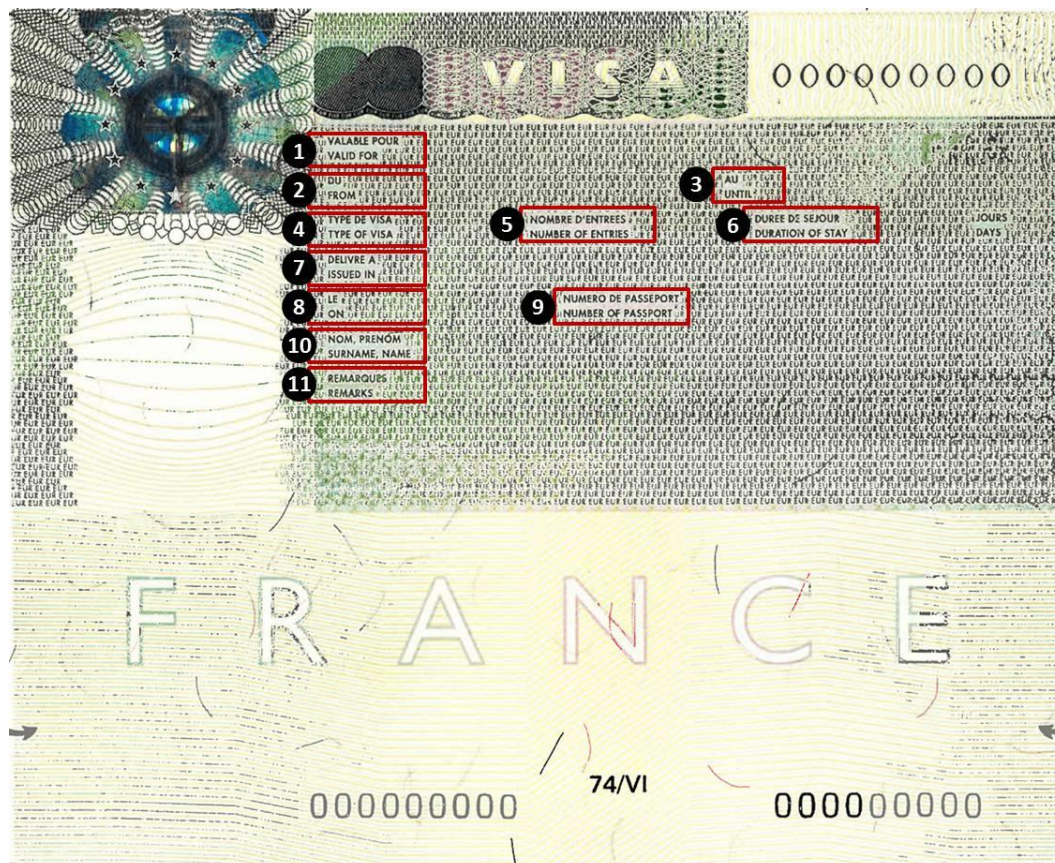 VISA 000000000
1 VALABLE POUR
VALID FOR
2 DU
FROM
3 AU
UNTIL
4 TYPE DE VISA
TYPE OF VISA
5 NOMBRE D'ENTREES
NUMBER OF ENTRIES
6 DUREE DE SEJOUR
DURATION OF STAY
JOURS
DAYS
7 DELIVRE A
ISSUED IN
8 LE
ON
9 NUMERO DE PASSEPORT
NUMBER OF PASSPORT
10 NOM, PRENOM
SURNAME, NAME
11 REMARQUES
REMARKS
FRANCE
74/VI
000000000 000000000